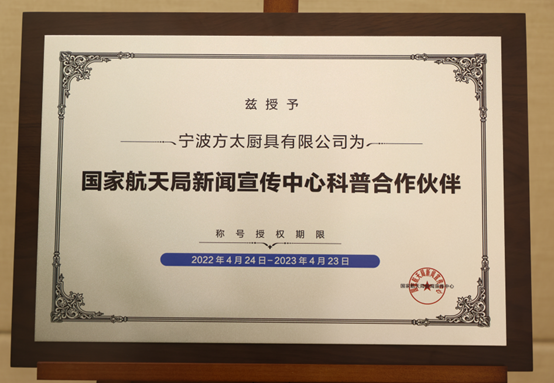 兹授予
宁波方太厨具有限公司为
国家航天局新闻宣传中心科普合作伙伴
称号授权期限
2022年4月24日-2023年4月23日